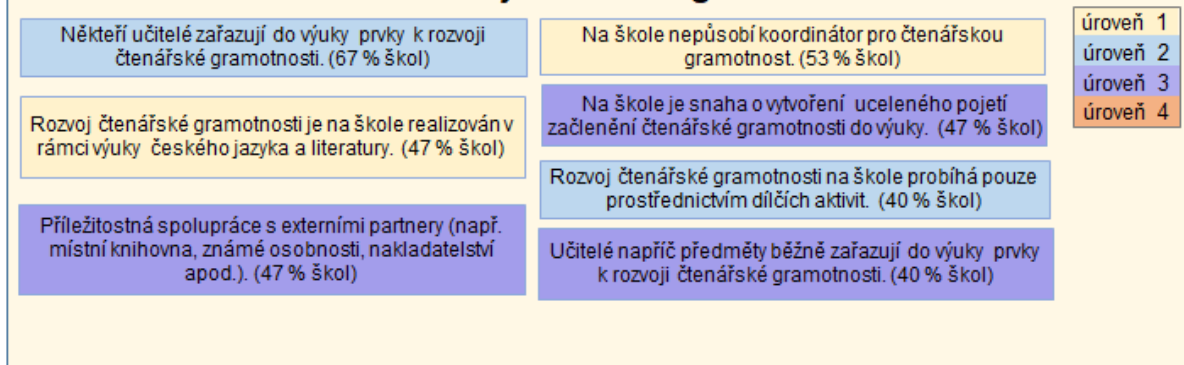 Někteří učitelé zařazují do výuky prvky k rozvoji
čtenářské gramotnosti. (67 % škol)
Rozvoj čtenářské gramotnosti je na škole realizován v
rámci výuky českého jazyka a literatury. (47 % škol)
Příležitostná spolupráce s externími partnery (např.
místní knihovna, známé osobnosti, nakladatelství
apod.). (47 % škol)
Na škole nepůsobí koordinátor pro čtenářskou
gramotnost. (53 % škol)
Na škole je snaha o vytvoření uceleného pojetí
začlenění čtenářské gramotnosti do výuky. (47 % škol)
Rozvoj čtenářské gramotnosti na škole probíhá pouze
prostřednictvím dílčích aktivit. (40 % škol)
Učitelé napříč předměty běžně zařazují do výuky prvky
k rozvoji čtenářské gramotnosti. (40 % škol)
úroveň 1
úroveň 2
úroveň 3
úroveň 4